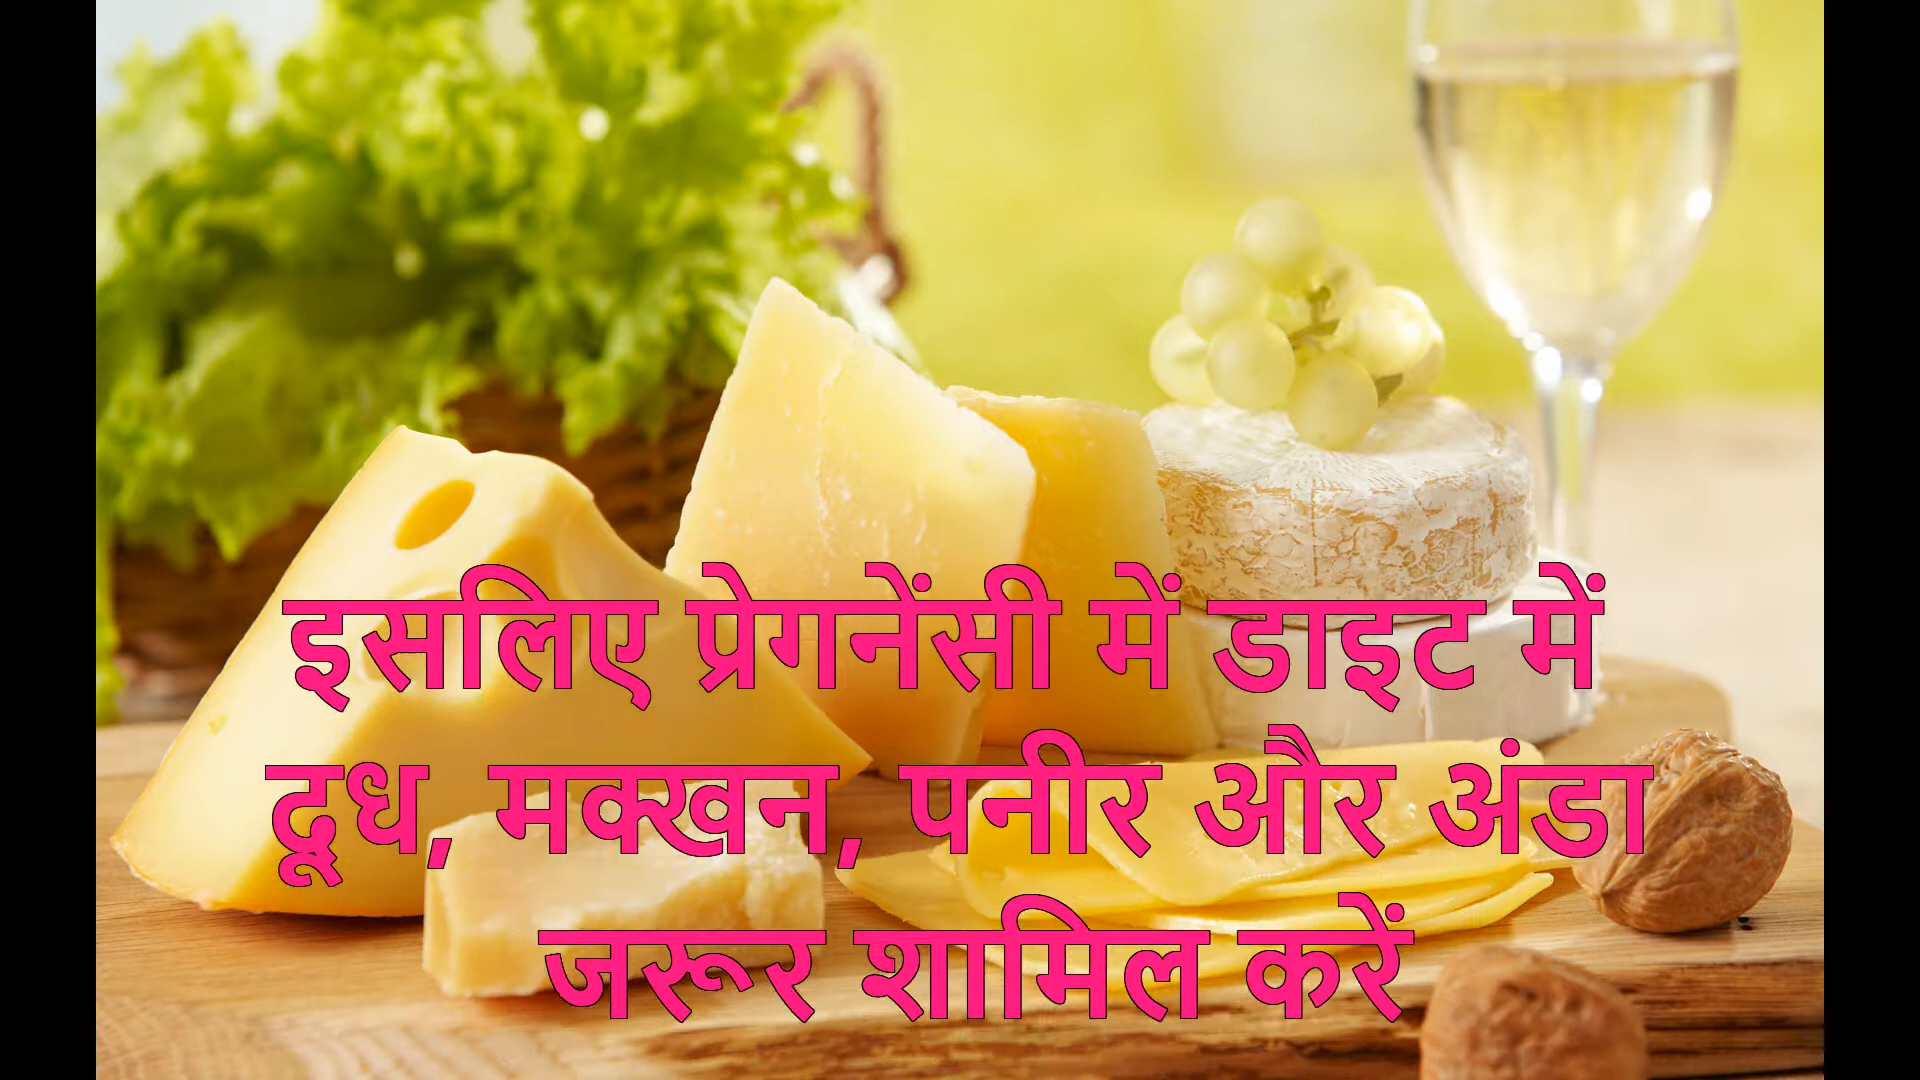 इसलिए प्रेगनेंसी में डाइट में
दूध, मक्खन, पनीर और अंडा
जरूर शामिल करें